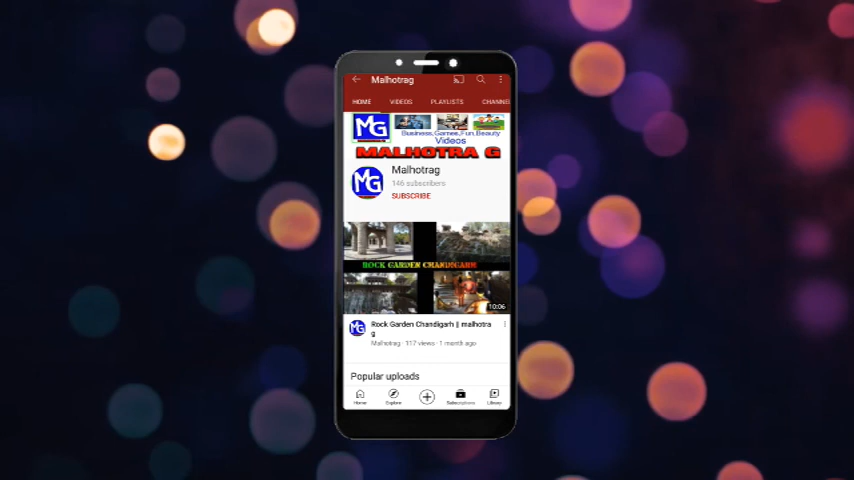 Malhotrag
HOME VIDEOS PLAYLISTS CHANNE
MG
Business,Games,Fun,Beauty
Videos
MALHOTRA G
MG
Malhotrag
146 subscribers
SUBSCRIBE
ROCK GARDEN CHANDIGARH
10:06
MG
Rock Garden Chandigarh || malhotra
g
Malhotrag · 117 views · 1 month ago
Popular uploads
Home Explore Subscriptions Library